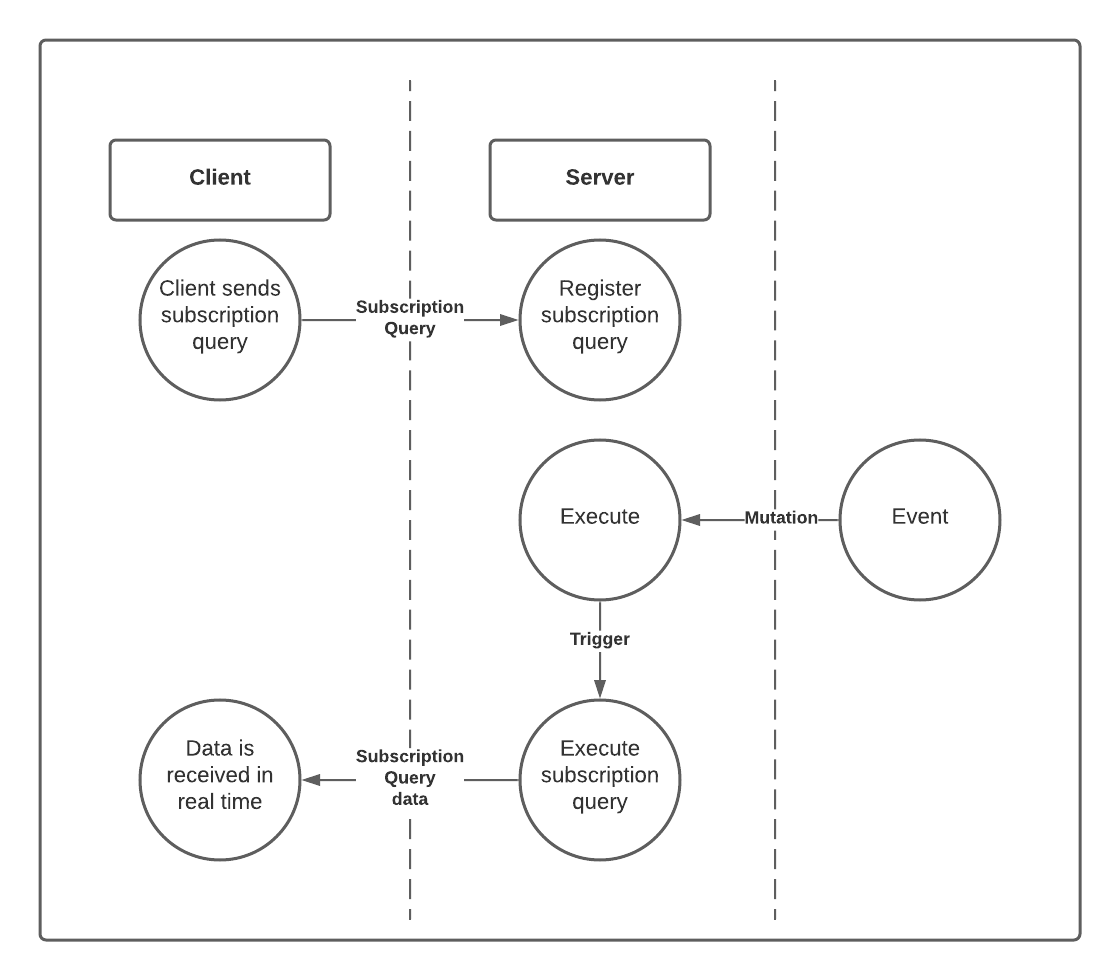 Client
Server
Client sends
subscription
query
Subscription
Query
Register
subscription
query
Execute
Mutation
Event
Trigger
Data is
received in
real time
Subscription
Query
data
Execute
subscription
query